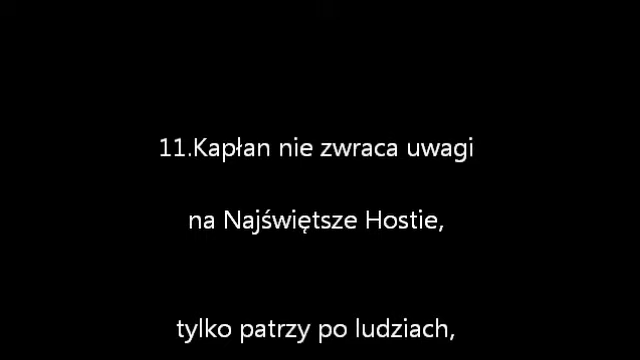 11.Kapłan nie zwraca uwagi
na Najświętsze Hostie,
tylko patrzy po ludziach,